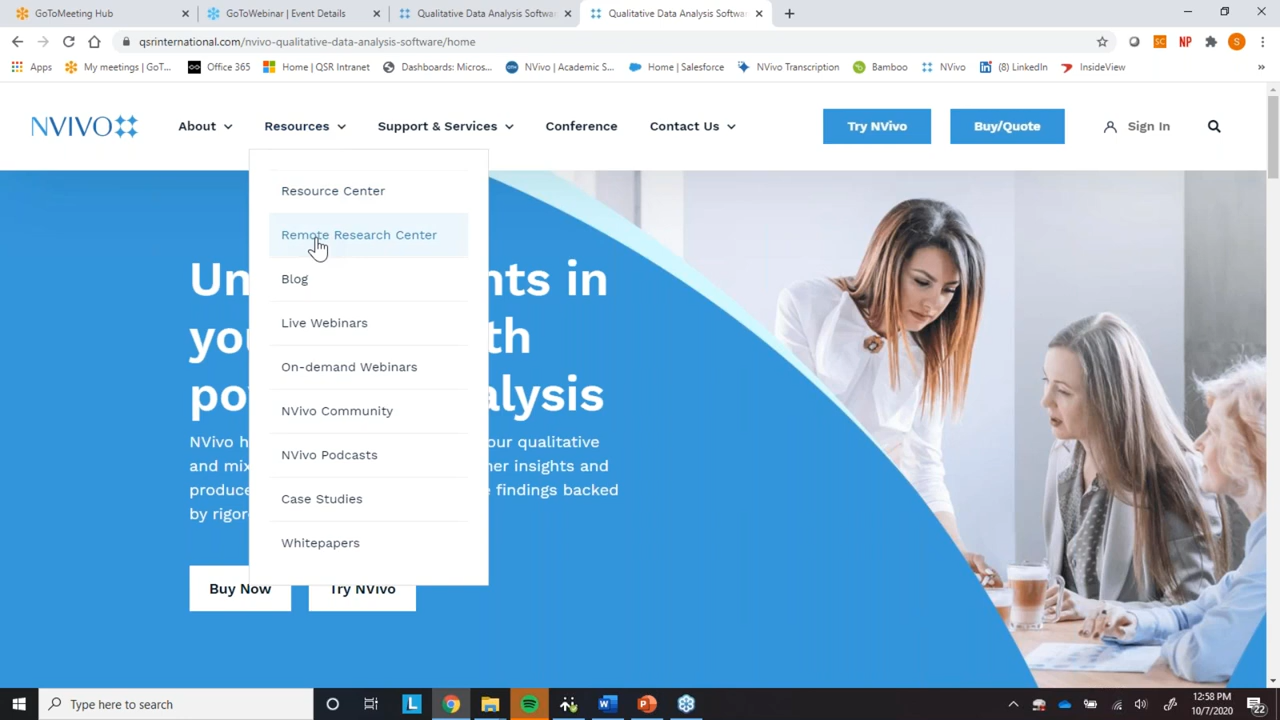 GoToMeeting Hub
GoToWebinar | Event Details
Qualitative Data Analysis Softwa
Qualitative Data Analysis Softwa
qsrinternational.com/nvivo-qualitative-data-analysis-software/home
SC
NP
S
Apps
My meetings | GoT...
Office 365
Home | QSR Intranet
Dashboards: Micros...
NVivo | Academic S...
Home | Salesforce
NVivo Transcription
Bamboo
NVivo
(8) LinkedIn
InsideView
NVIVO
About
Resources
Support & Services
Conference
Contact Us
Try NVivo
Buy/Quote
Sign In
Resource Center
Remote Research Center
Blog
Live Webinars
On-demand Webinars
NVivo Community
NVivo Podcasts
Case Studies
Whitepapers
Un nts in
you th
po alysis
NVivo h our qualitative
and mix her insights and
produce e findings backed
by rigor
Buy Now
Try NVivo
Type here to search
L
12:58 PM
10/7/2020
22